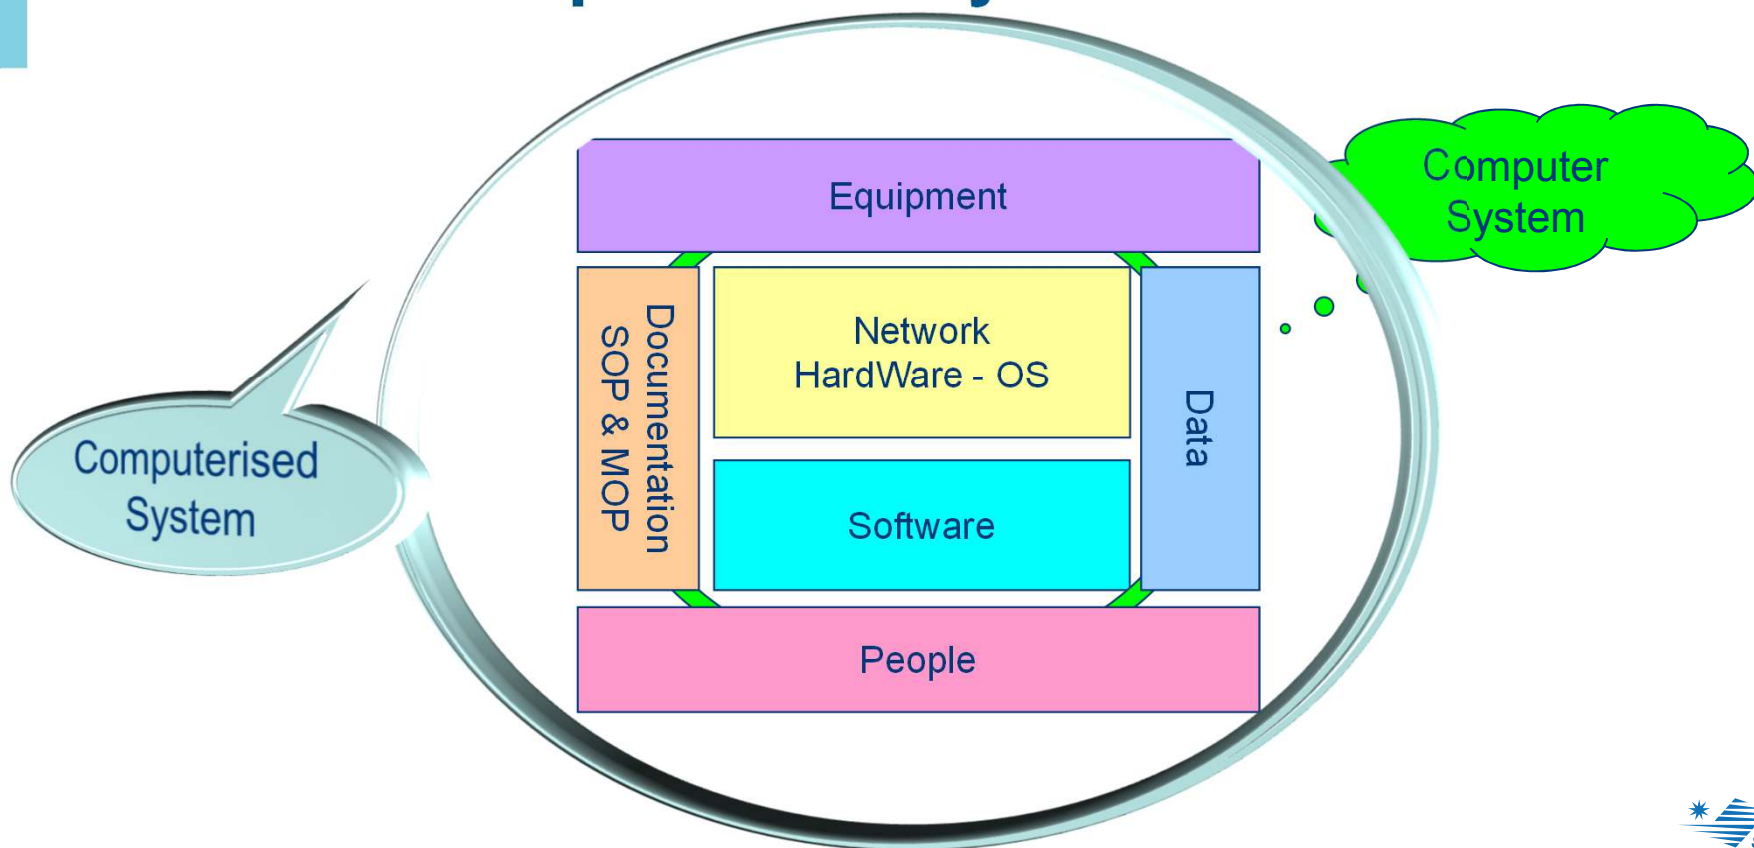 Equipment
Computer
System
Documentation
SOP & MOP
Network
HardWare - OS
Data
Computerised
System
Software
People